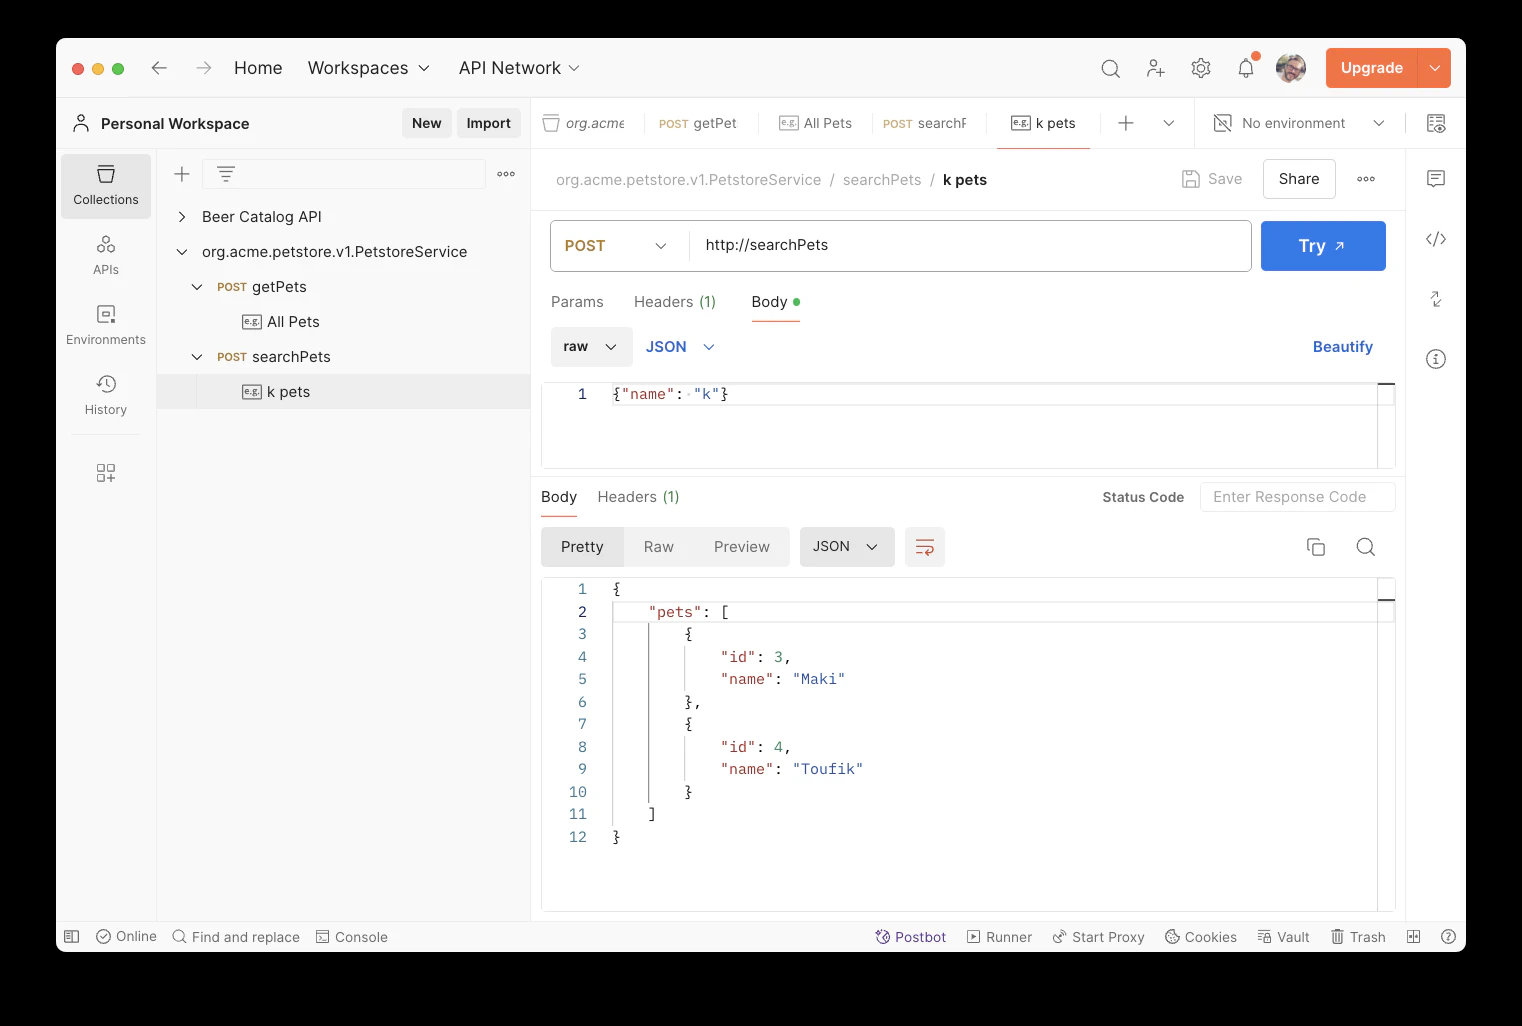 Home Workspaces API Network Upgrade
Personal Workspace New Import
org.acme POST getPet e.g. All Pets POST search e.g. k pets No environment
Collections
APIs
Environments
History
Beer Catalog API
org.acme.petstore.v1.PetstoreService
POST getPets
e.g. All Pets
POST searchPets
e.g. k pets
org.acme.petstore.v1.PetstoreService / searchPets / k pets Save Share
POST http://searchPets Try
Params Headers (1) Body
raw JSON Beautify
1 {"name": "k"}
Body Headers (1) Status Code Enter Response Code
Pretty Raw Preview JSON
1 {
2 "pets": [
3 {
4 "id": 3,
5 "name": "Maki"
6 },
7 {
8 "id": 4,
9 "name": "Toufik"
10 }
11 ]
12 }
Online Find and replace Console Postbot Runner Start Proxy Cookies Vault Trash